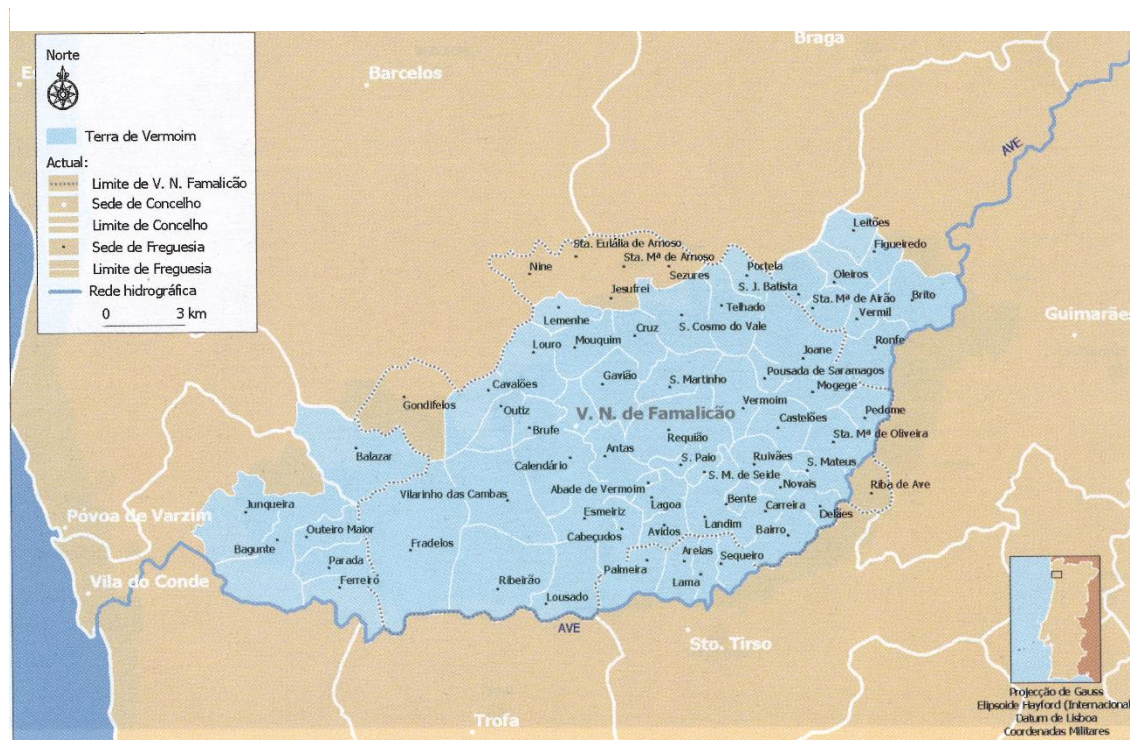 Norte
Terra de Vermoim
Actual:
Limite de V. N. Famalicão
Sede de Concelho
Limite de Concelho
Sede de Freguesia
Limite de Freguesia
Rede hidrográfica
0 3 km
Braga
Barcelos
AVE
Leitões
Figueiredo
Sta. Eulália de Arnoso
Sta. Mª de Arnoso
Nine
Sezures
Portela
Oleiros
Jesufrei
S. J. Batista
Sta. Mª de Airão
Brito
Lemenhe
Telhado
Vermil
Guimarães
Cruz
S. Cosmo do Vale
Louro
Mouquim
Ronfe
Joane
Pousada de Saramagos
Cavalões
Gavião
S. Martinho
Mogege
Gondifelos
Outiz
Vermoim
V. N. de Famalicão
Castelões
Pedome
Brufe
Requião
Sta. Mª de Oliveira
Balazar
Antas
Calendário
S. Paio
Ruivães
S. Mateus
S. M. de Seide
Novais
Riba de Ave
Vilarinho das Cambas
Abade de Vermoim
Bente
Junqueira
Lagoa
Carreira
Delães
Esmeiriz
Póvoa de Varzim
Outeiro Maior
Landim
Avidos
Bairro
Cabeçudos
Bagunte
Fradelos
Areias
Sequeiro
Parada
Palmeira
Vila do Conde
Ferreiró
Lama
Ribeirão
Lousado
AVE
Sto. Tirso
Trofa
Projecção de Gauss
Elipsoide Hayford (Internacional
Datum de Lisboa
Coordenadas Militares